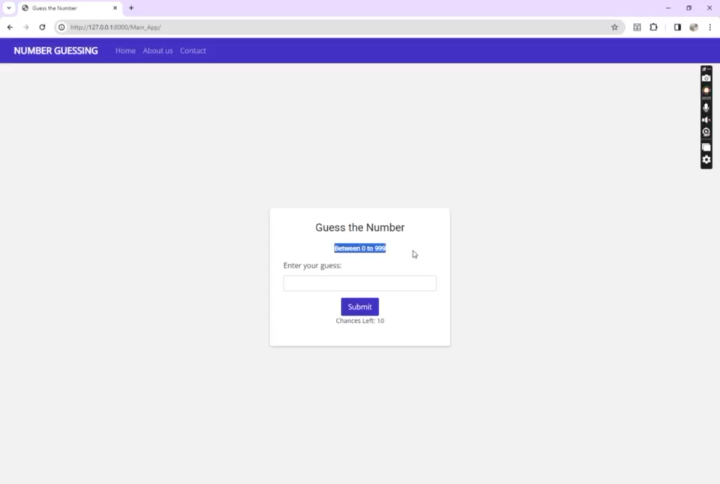 Guess the Number
http://127.0.0.1:8000/Main_App/
NUMBER GUESSING Home About us Contact
Guess the Number
Between 0 to 999
Enter your guess:
Submit
Chances Left: 10